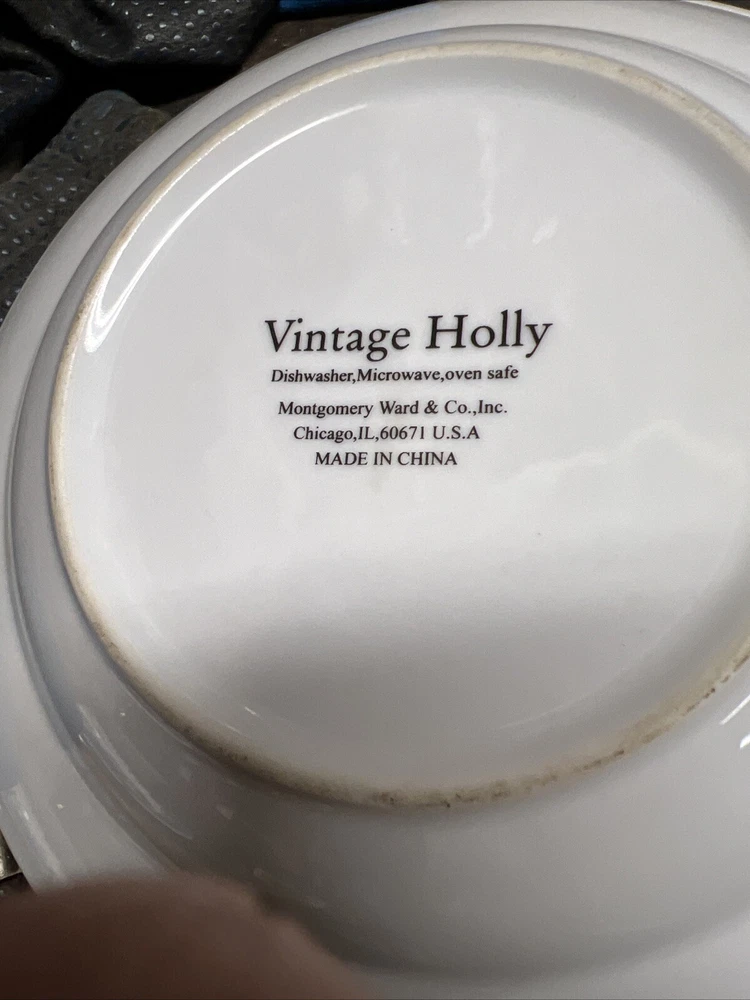 Vintage Holly
Dishwasher,Microwave,oven safe
Montgomery Ward & Co.,Inc.
Chicago,IL,60671 U.S.A
MADE IN CHINA